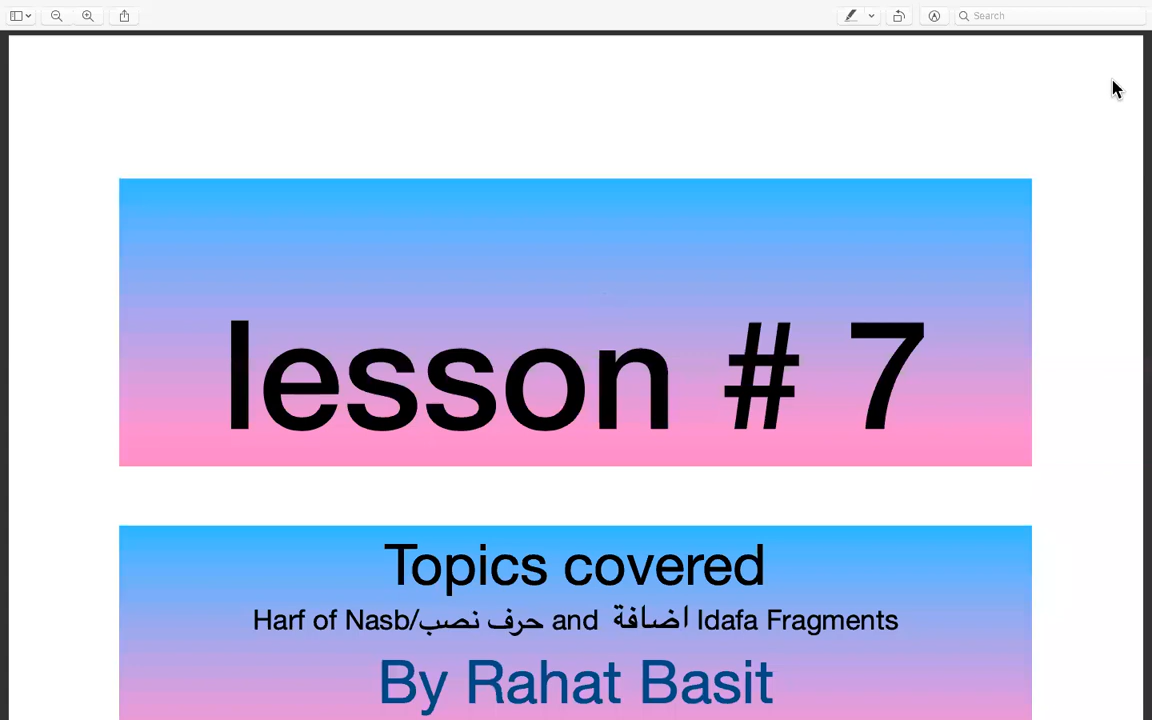 Search
lesson # 7
Topics covered
Harf of Nasb/حرف نصب and اضافة Idafa Fragments
By Rahat Basit